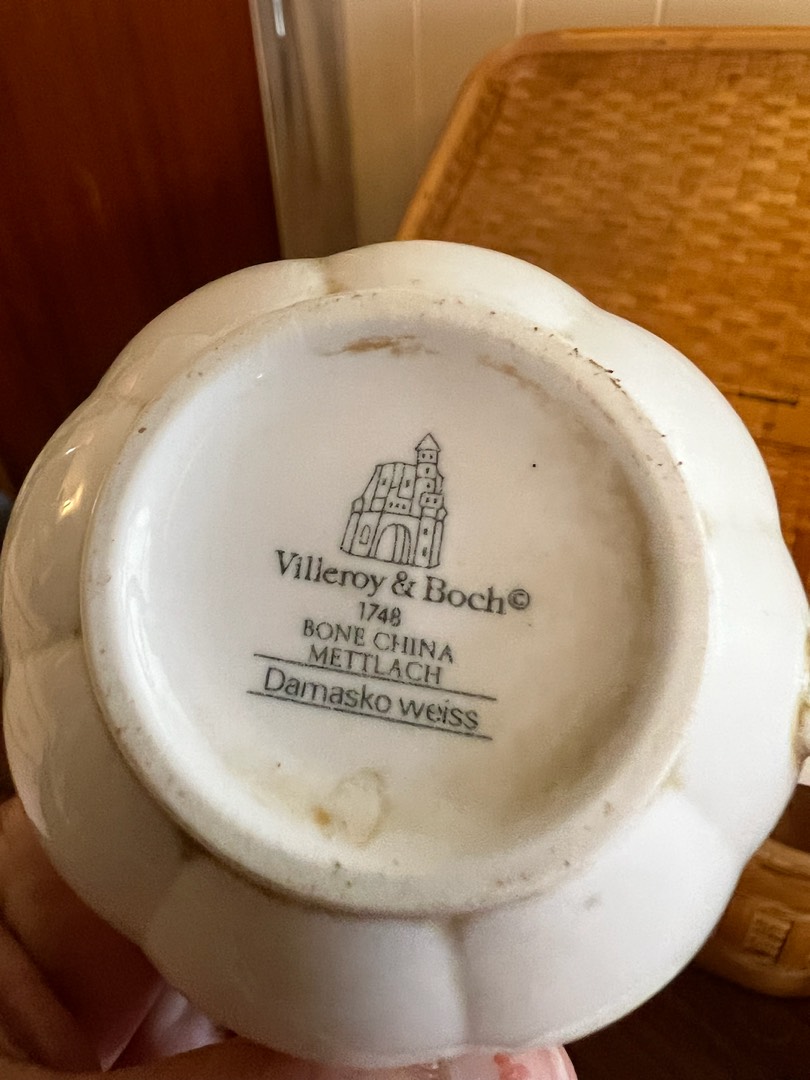 Villeroy & Boch©
1748
BONE CHINA
METTLACH
Damasko weiss